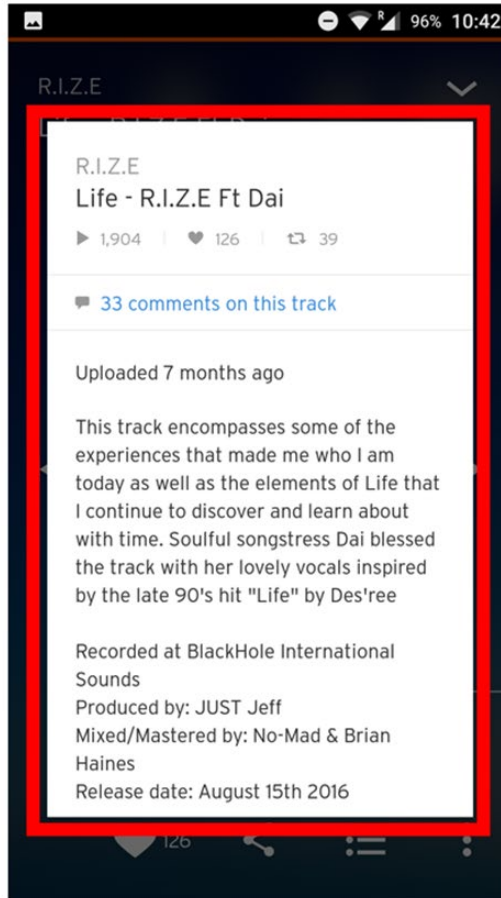 R 96% 10:42
R.I.Z.E
R.I.Z.E
Life - R.I.Z.E Ft Dai
1,904 126 39
33 comments on this track
Uploaded 7 months ago
This track encompasses some of the
experiences that made me who I am
today as well as the elements of Life that
I continue to discover and learn about
with time. Soulful songstress Dai blessed
the track with her lovely vocals inspired
by the late 90's hit "Life" by Des'ree
Recorded at BlackHole International
Sounds
Produced by: JUST Jeff
Mixed/Mastered by: No-Mad & Brian
Haines
Release date: August 15th 2016
126